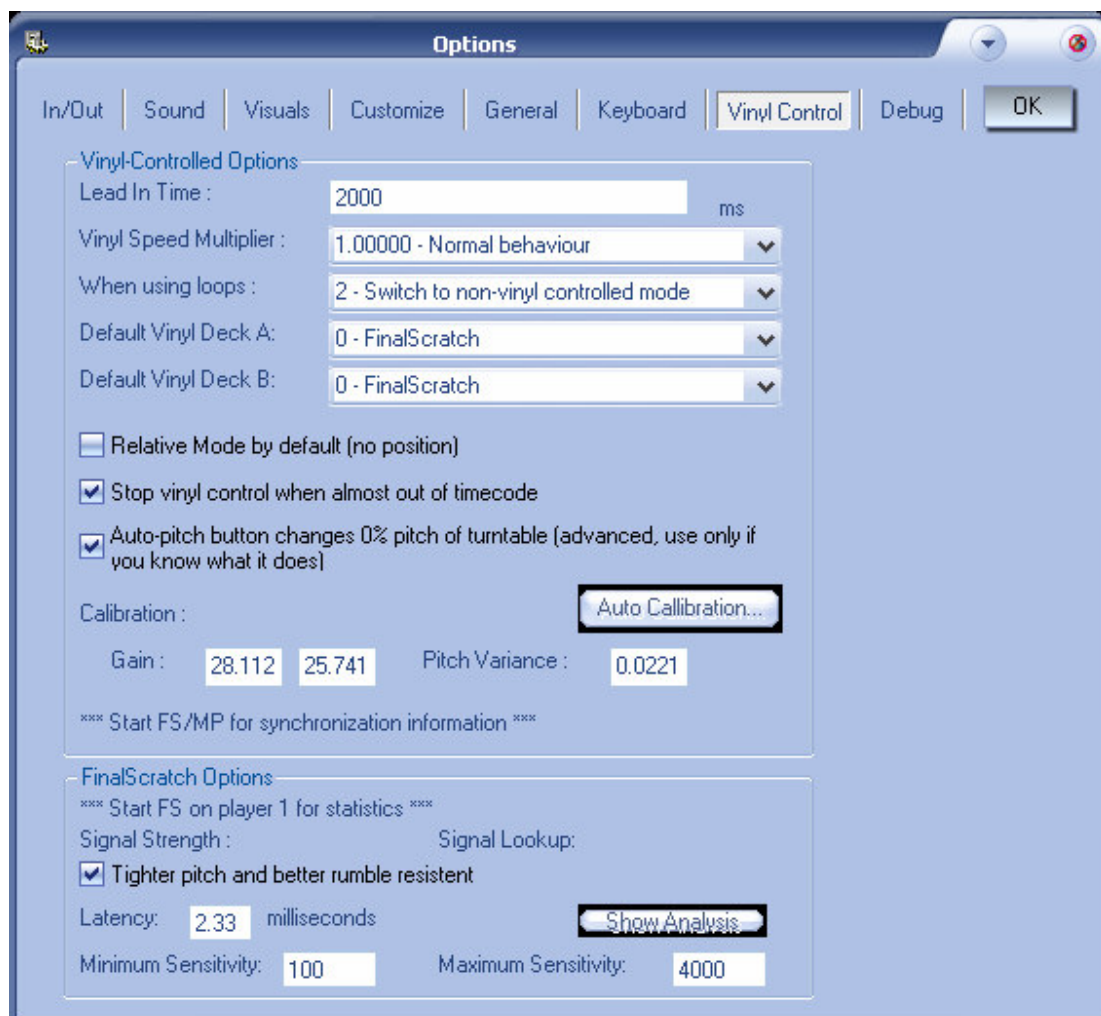 Options
In/Out Sound Visuals Customize General Keyboard Vinyl Control Debug OK
Vinyl-Controlled Options
Lead In Time : 2000 ms
Vinyl Speed Multiplier : 1.00000 - Normal behaviour
When using loops : 2 - Switch to non-vinyl controlled mode
Default Vinyl Deck A: 0 - FinalScratch
Default Vinyl Deck B: 0 - FinalScratch
Relative Mode by default (no position)
Stop vinyl control when almost out of timecode
Auto-pitch button changes 0% pitch of turntable (advanced, use only if
you know what it does)
Calibration : Auto Callibration...
Gain : 28.112 25.741 Pitch Variance : 0.0221
*** Start FS/MP for synchronization information ***
FinalScratch Options
*** Start FS on player 1 for statistics ***
Signal Strength : Signal Lookup:
Tighter pitch and better rumble resistent
Latency: 2.33 milliseconds Show Analysis
Minimum Sensitivity: 100 Maximum Sensitivity: 4000